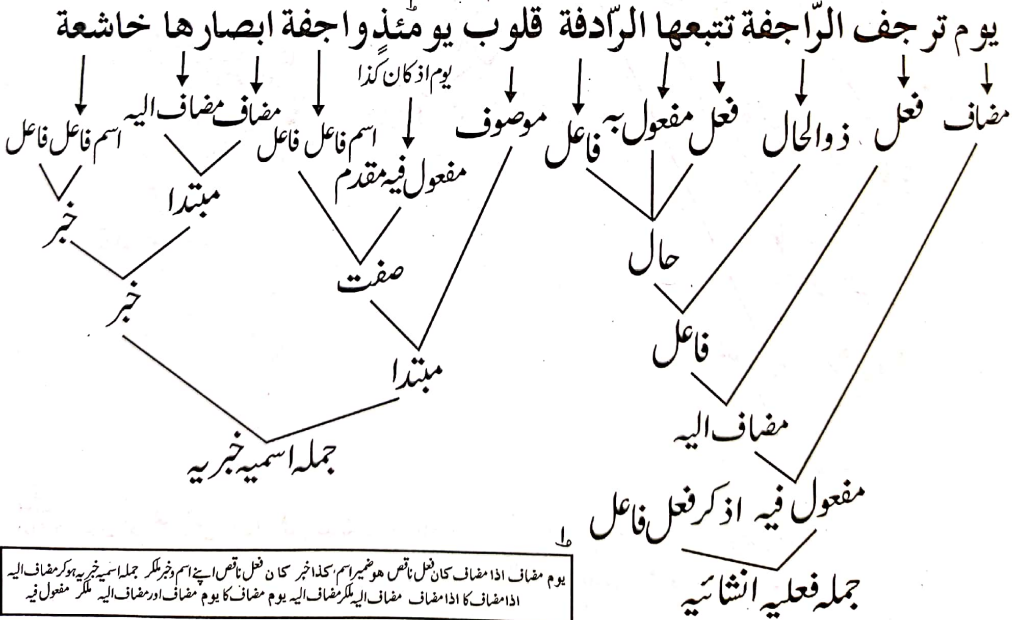 یوم ترجف الرّاجفة تتبعها الرّادفة قلوب یومئذٍ واجفة ابصارها خاشعة
یوم اذ کان کذا
مضاف فعل ذوالحال فعل مفعول بہ فاعل موصوف اسم فاعل فاعل مضاف مضاف الیہ اسم فاعل فاعل
مفعول فیہ مقدم
مبتدا
خبر
حال
صفت
خبر
فاعل
مبتدا
مضاف الیہ
جملہ اسمیہ خبریہ
مفعول فیہ اذکر فعل فاعل
جملہ فعلیہ انشائیہ
یوم مضاف اذا مضاف کان فعل ناقص ھو ضمیر اسم، کذا خبر کان فعل ناقص اپنے اسم و خبر ملکر جملہ اسمیہ خبریہ ہو کر مضاف الیہ
اذا مضاف کا اذا مضاف مضاف الیہ ملکر مضاف الیہ یوم مضاف کا یوم مضاف اور مضاف الیہ ملکر مفعول فیہ